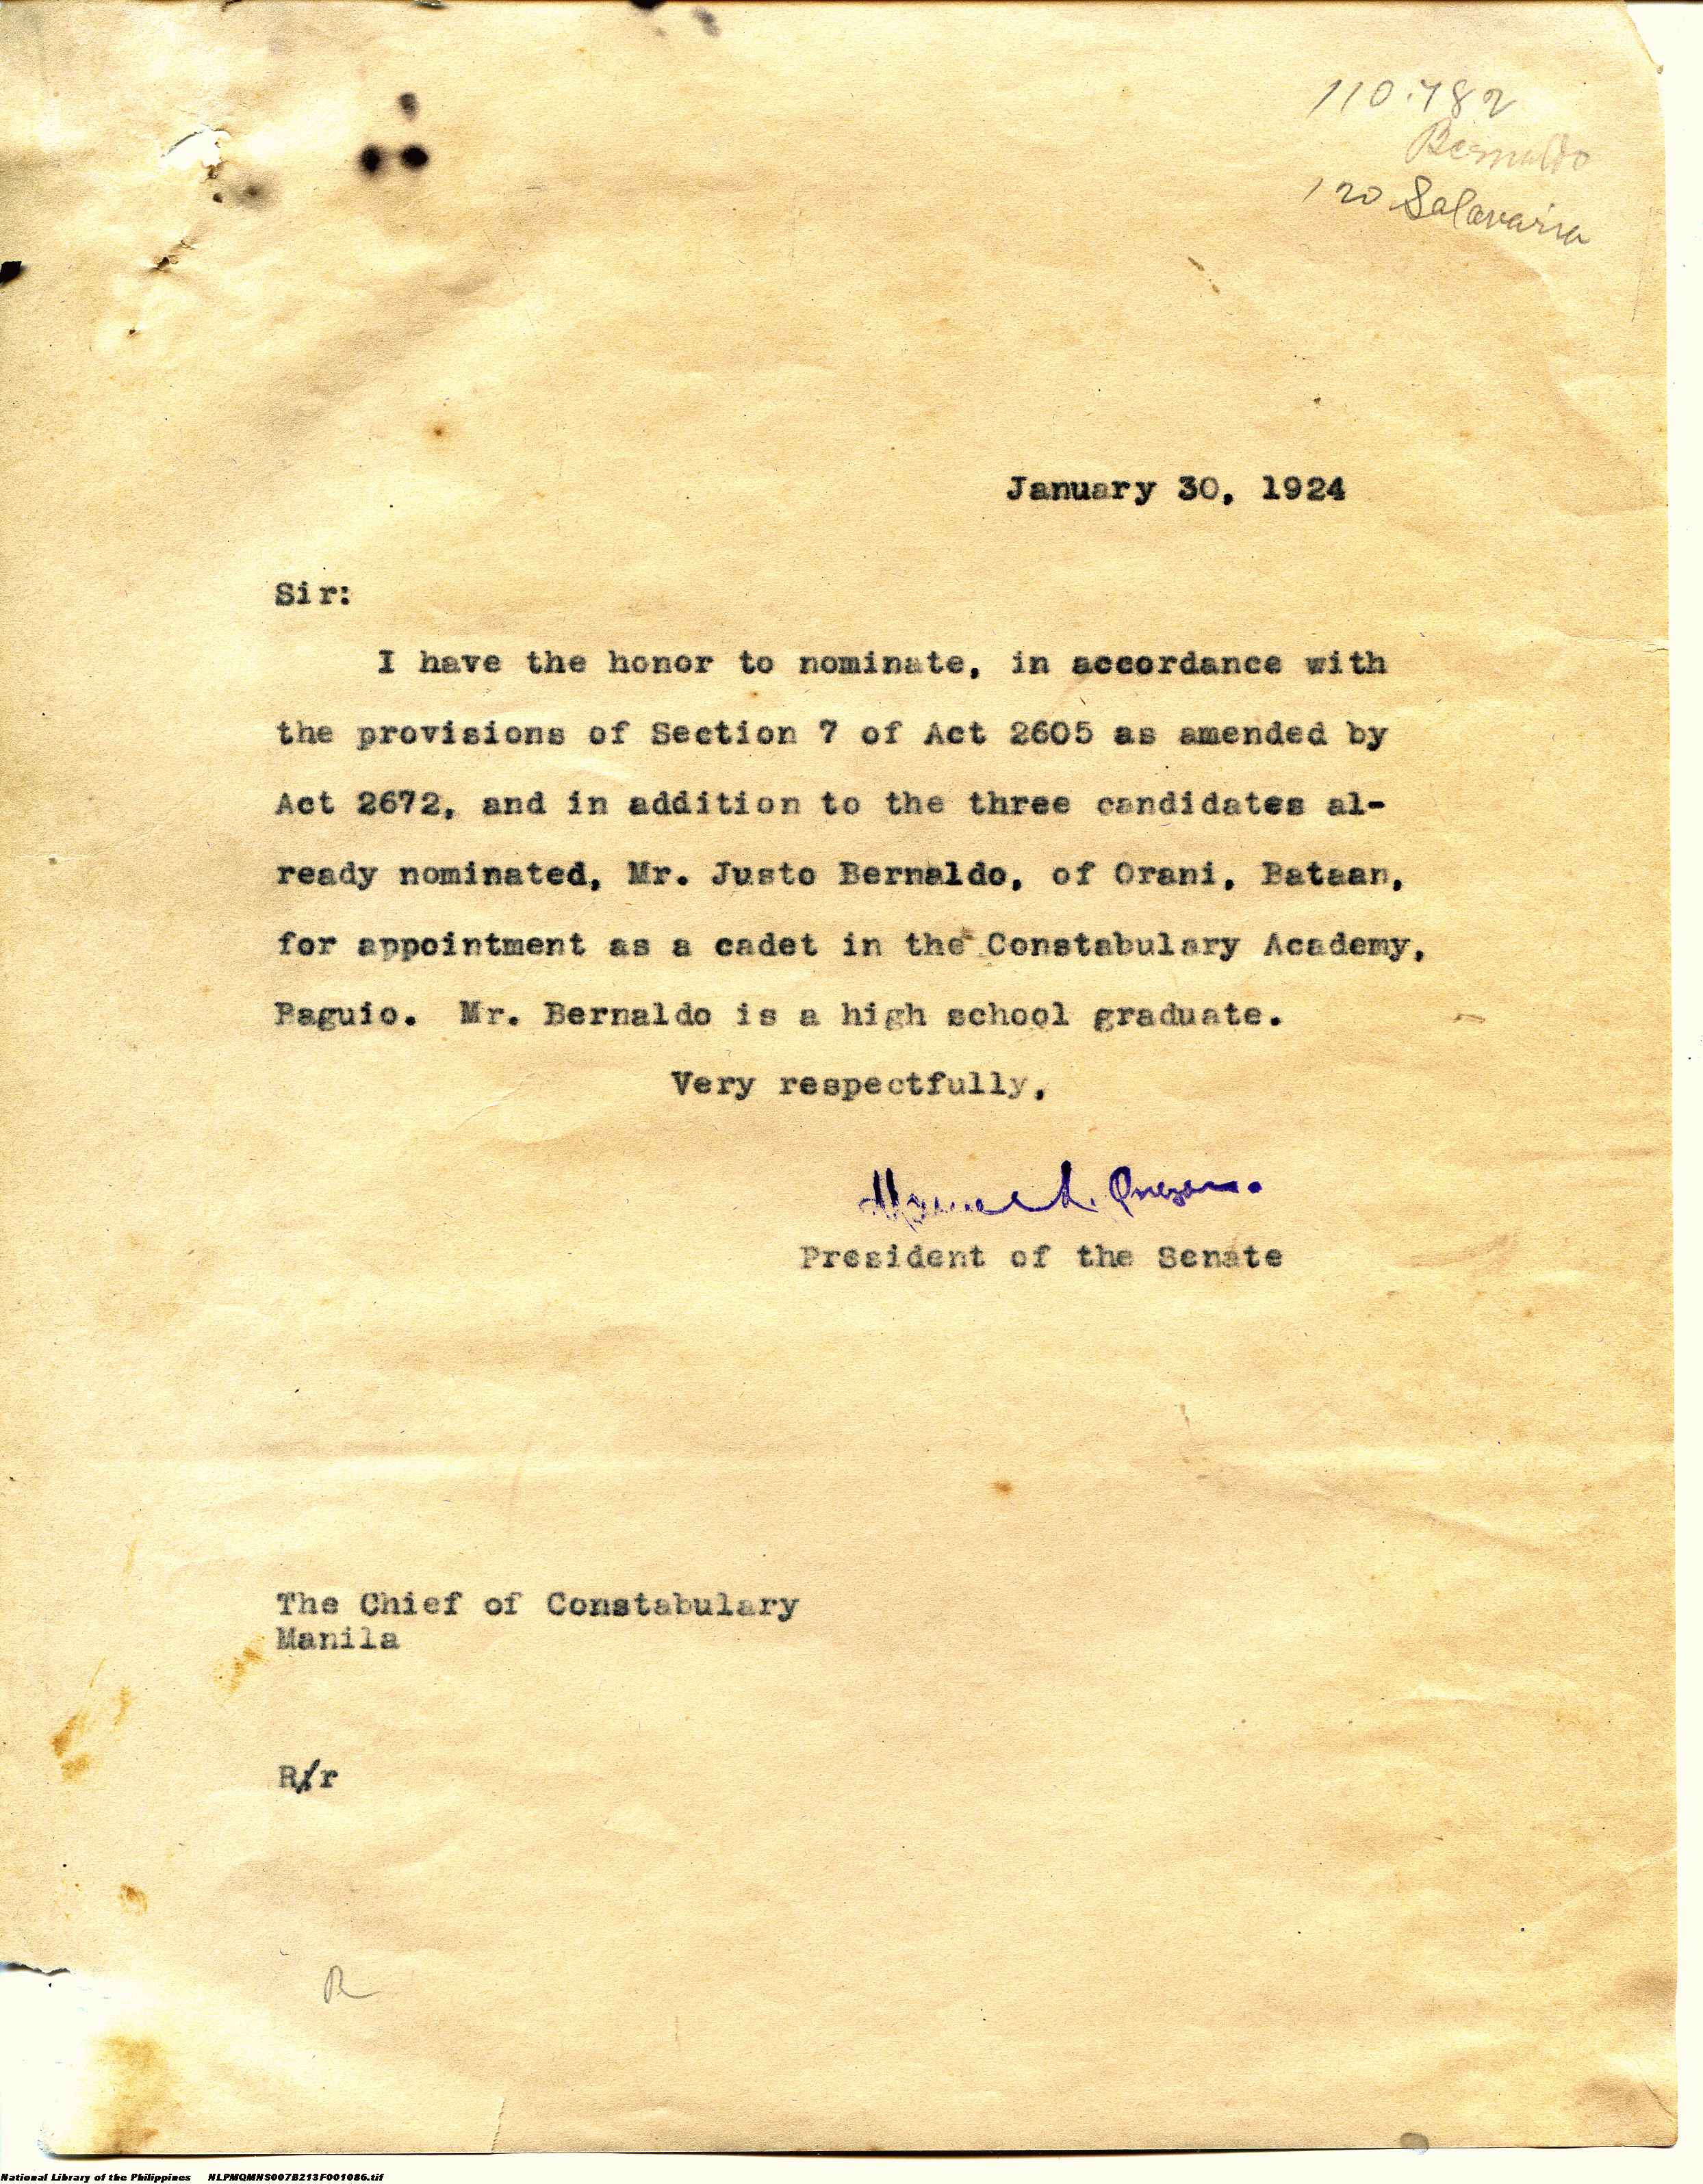 110.782
Bernaldo
120 Salavaria
January 30, 1924
Sir:
I have the honor to nominate, in accordance with
the provisions of Section 7 of Act 2605 as amended by
Act 2672, and in addition to the three candidates al-
ready nominated, Mr. Justo Bernaldo, of Orani, Bataan,
for appointment as a cadet in the Constabulary Academy,
Baguio. Mr. Bernaldo is a high school graduate.
Very respectfully,
Manuel L. Quezon.
President of the Senate
The Chief of Constabulary
Manila
R/r
R
National Library of the Philippines NLPMQMNS007B213F001086.tif